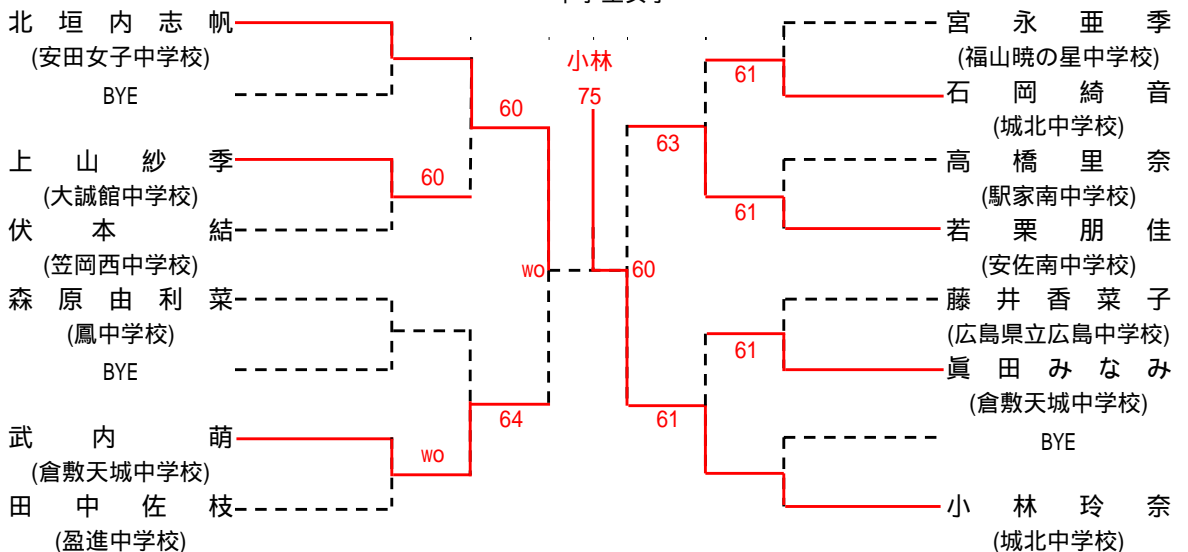 北垣内志帆
(安田女子中学校)
BYE
上山紗季
(大誠館中学校)
伏本結
(笠岡西中学校)
森原由利菜
(鳳中学校)
BYE
武内萌
(倉敷天城中学校)
田中佐枝
(盈進中学校)
60
60
wo
64
wo
小林
75
60
63
61
61
61
61
宮永亜季
(福山暁の星中学校)
石岡綺音
(城北中学校)
高橋里奈
(駅家南中学校)
若栗朋佳
(安佐南中学校)
藤井香菜子
(広島県立広島中学校)
眞田みなみ
(倉敷天城中学校)
BYE
小林玲奈
(城北中学校)